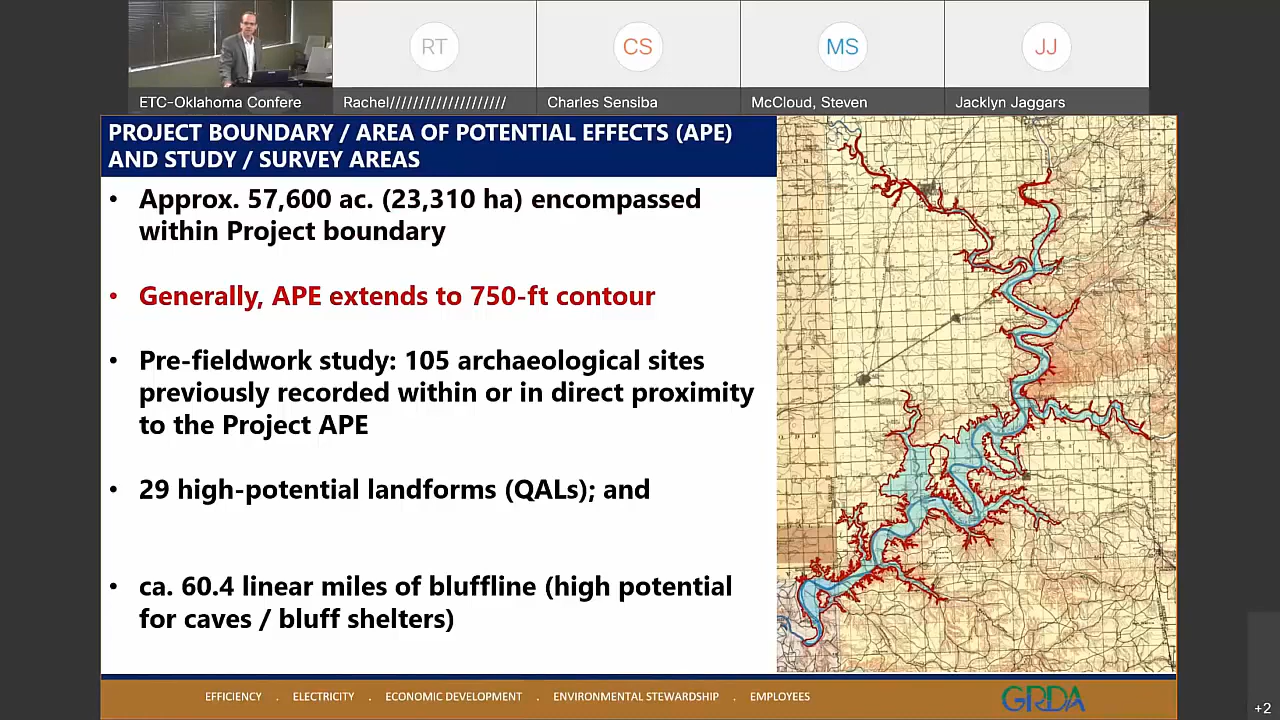 RT
CS
MS
JJ
ETC-Oklahoma Confere
Rachel////////////////////
Charles Sensiba
McCloud, Steven
Jacklyn Jaggars
PROJECT BOUNDARY / AREA OF POTENTIAL EFFECTS (APE)
AND STUDY / SURVEY AREAS
• Approx. 57,600 ac. (23,310 ha) encompassed
within Project boundary
• Generally, APE extends to 750-ft contour
• Pre-fieldwork study: 105 archaeological sites
previously recorded within or in direct proximity
to the Project APE
• 29 high-potential landforms (QALs); and
• ca. 60.4 linear miles of bluffline (high potential
for caves / bluff shelters)
EFFICIENCY . ELECTRICITY . ECONOMIC DEVELOPMENT . ENVIRONMENTAL STEWARDSHIP . EMPLOYEES
GRDA
+2